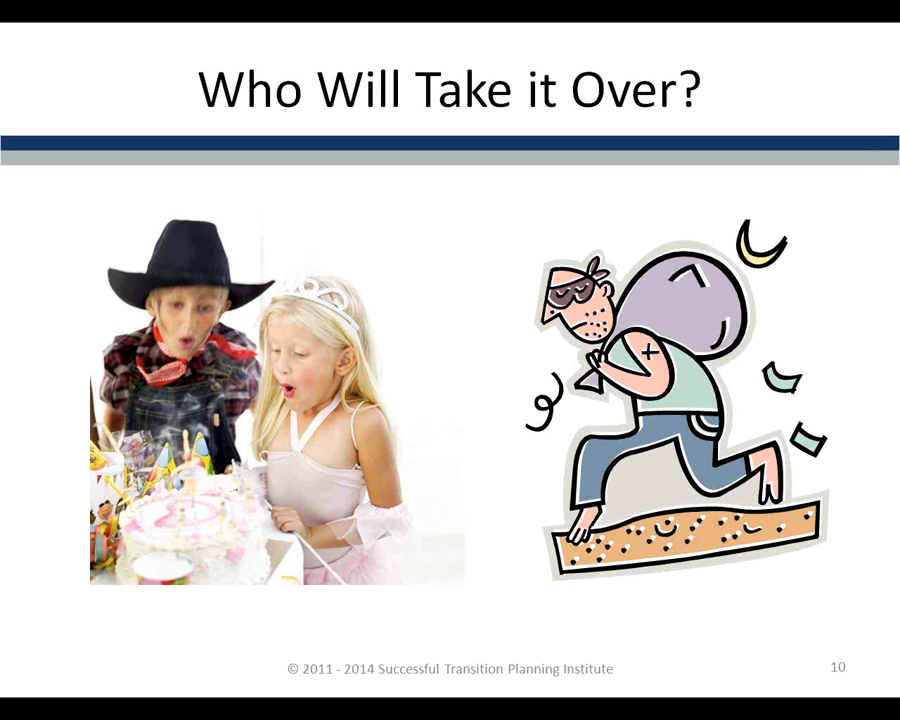 Who Will Take it Over?
© 2011 - 2014 Successful Transition Planning Institute
10